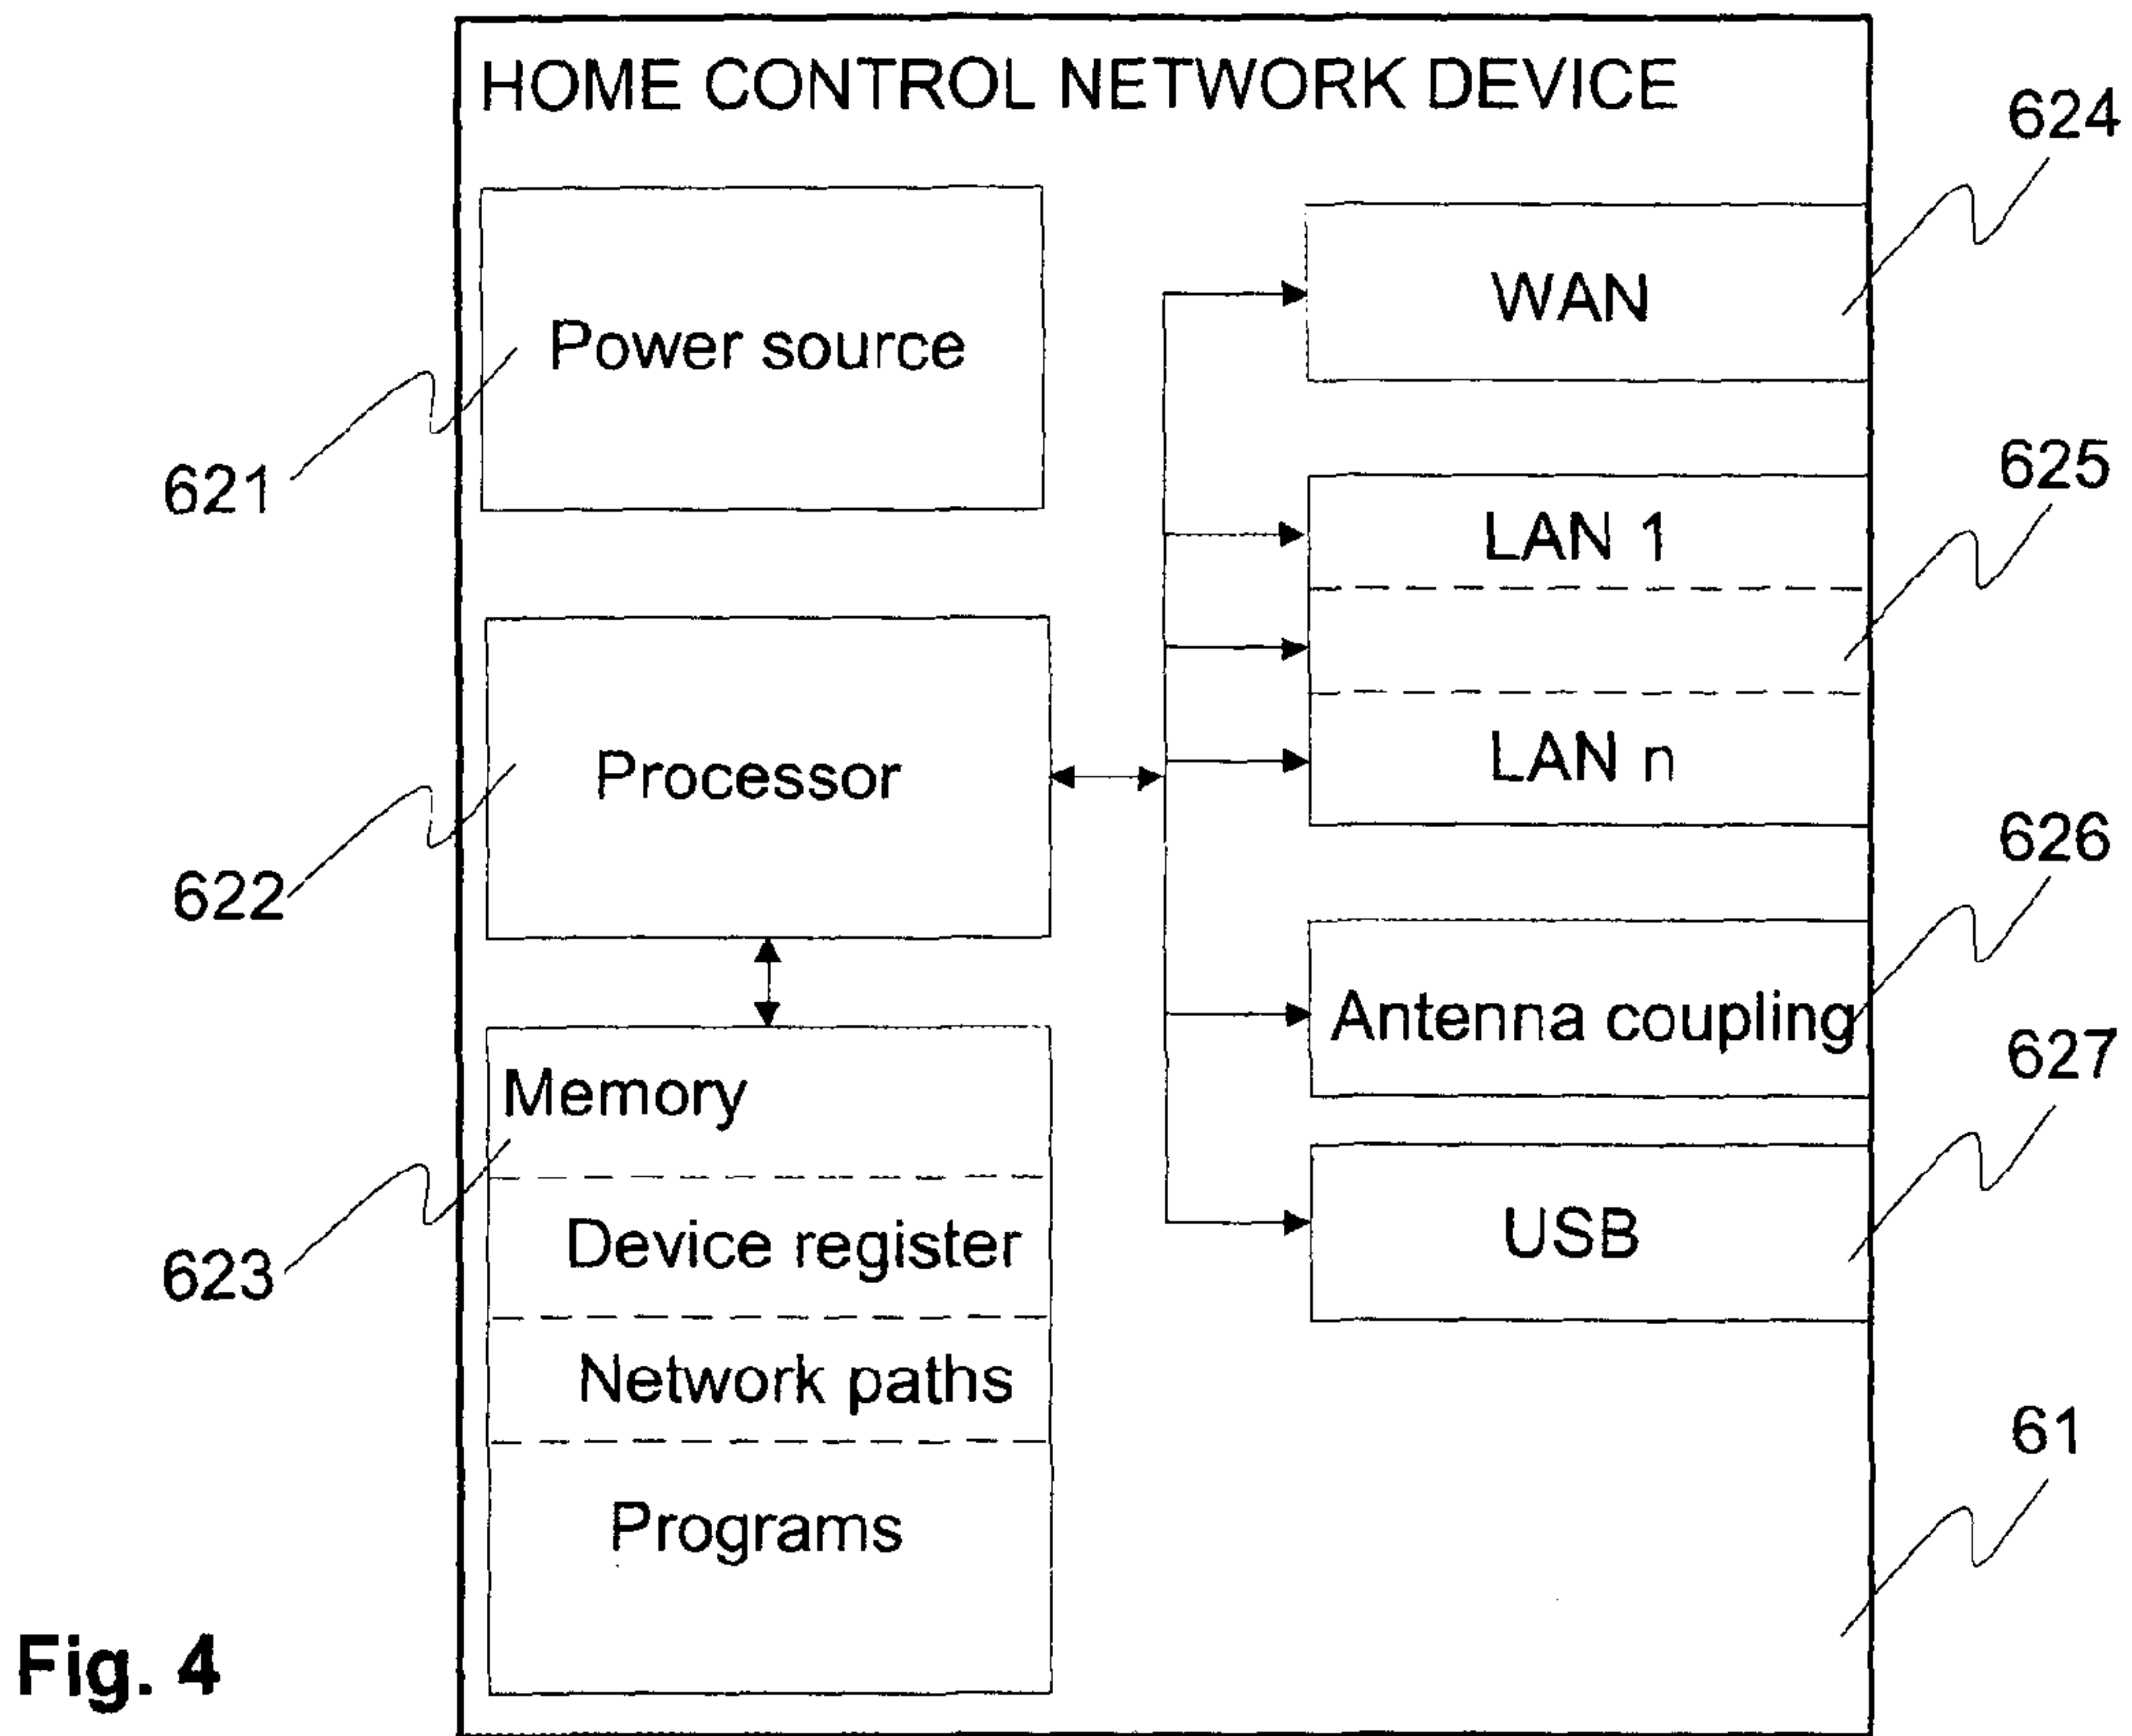 HOME CONTROL NETWORK DEVICE
624
Power source
WAN
621
625
LAN 1
LAN n
Processor
622
626
Antenna coupling
627
Memory
Device register
USB
623
Network paths
61
Programs
Fig. 4